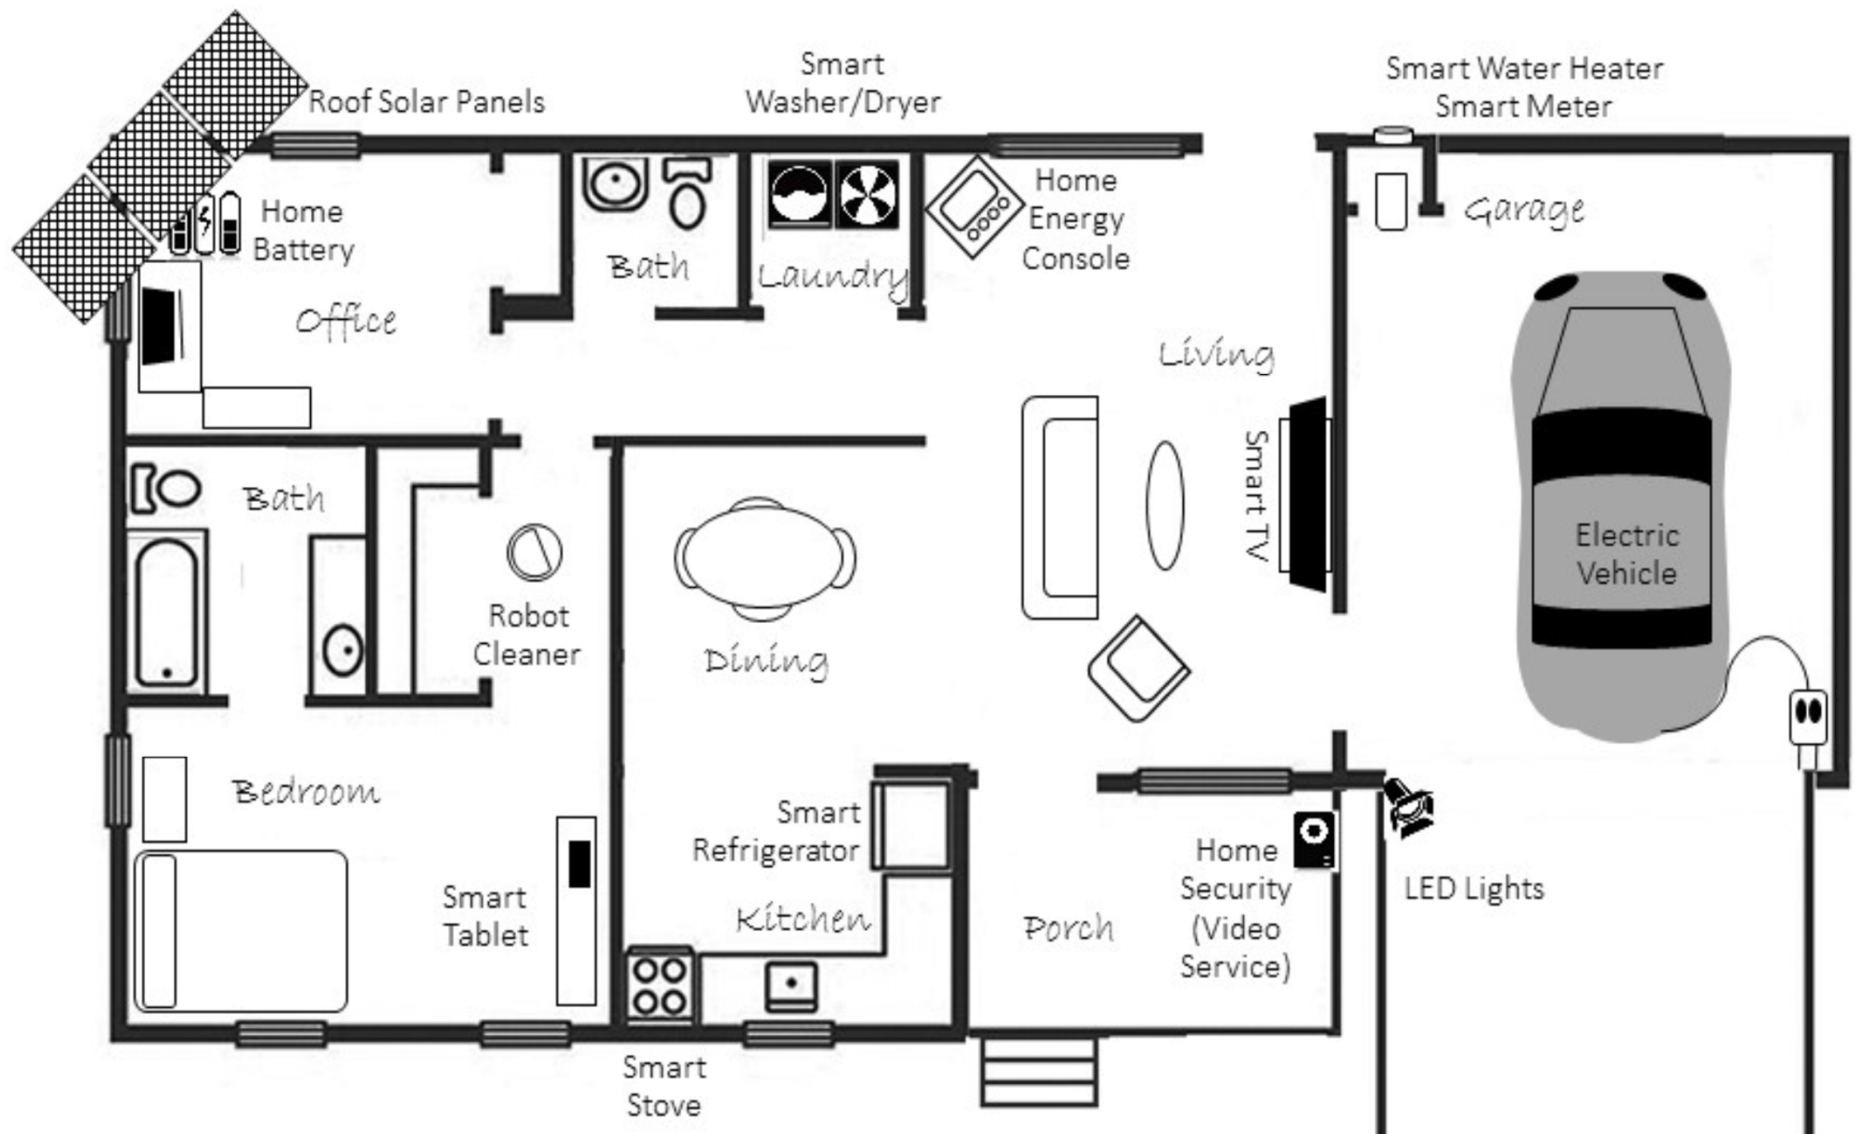 Roof Solar Panels
Smart
Washer/Dryer
Smart Water Heater
Smart Meter
Home
Battery
Office
Bath
Laundry
Home
Energy
Console
Living
Garage
Smart TV
Electric
Vehicle
Bath
Robot
Cleaner
Dining
Bedroom
Smart
Tablet
Smart
Refrigerator
Kitchen
Smart
Stove
Porch
Home
Security
(Video
Service)
LED Lights